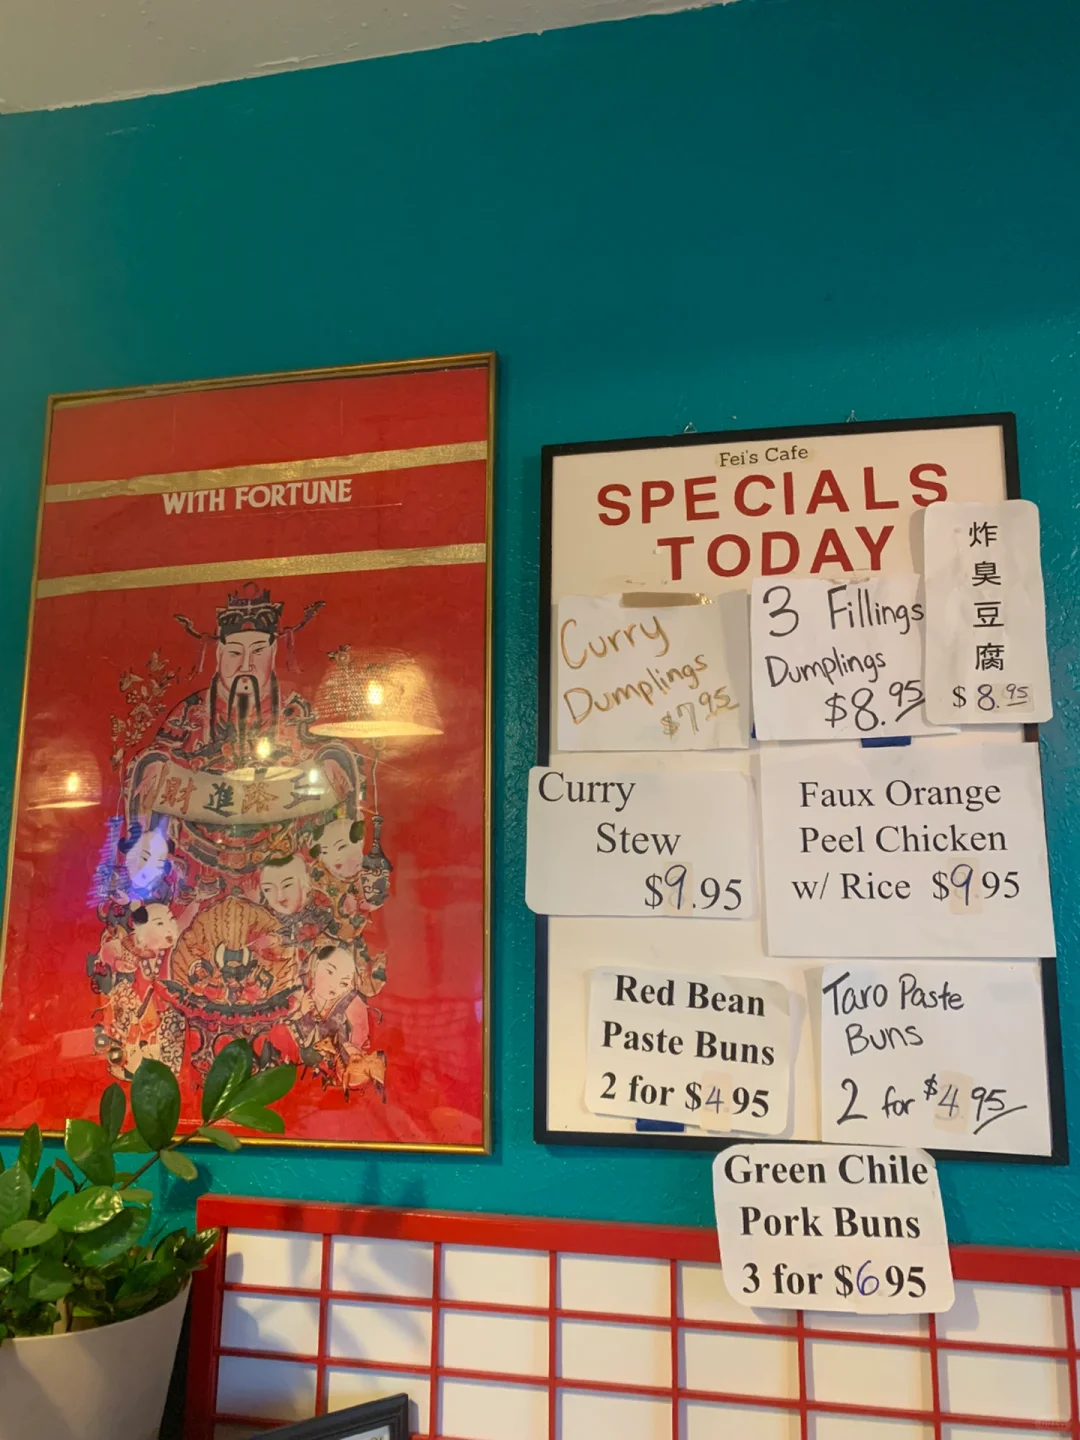 WITH FORTUNE
財進路五
Fei's Cafe
SPECIALS
TODAY
炸
臭
豆
腐
$8.95
Curry
Dumplings
$7.95
3 Fillings
Dumplings
$8.95
Curry
Stew
$9.95
Faux Orange
Peel Chicken
w/ Rice $9.95
Red Bean
Paste Buns
2 for $4.95
Taro Paste
Buns
2 for $4.95
Green Chile
Pork Buns
3 for $6.95